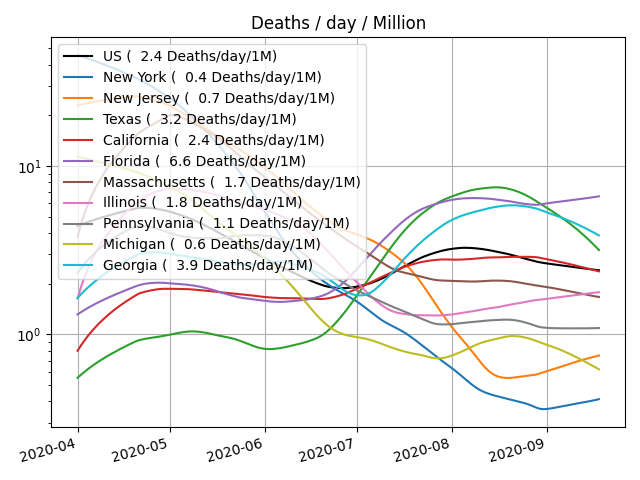 Deaths / day / Million
US ( 2.4 Deaths/day/1M)
New York ( 0.4 Deaths/day/1M)
New Jersey ( 0.7 Deaths/day/1M)
Texas ( 3.2 Deaths/day/1M)
California ( 2.4 Deaths/day/1M)
Florida ( 6.6 Deaths/day/1M)
Massachusetts ( 1.7 Deaths/day/1M)
Illinois ( 1.8 Deaths/day/1M)
Pennsylvania ( 1.1 Deaths/day/1M)
Michigan ( 0.6 Deaths/day/1M)
Georgia ( 3.9 Deaths/day/1M)
10¹
10⁰
2020-04 2020-05 2020-06 2020-07 2020-08 2020-09